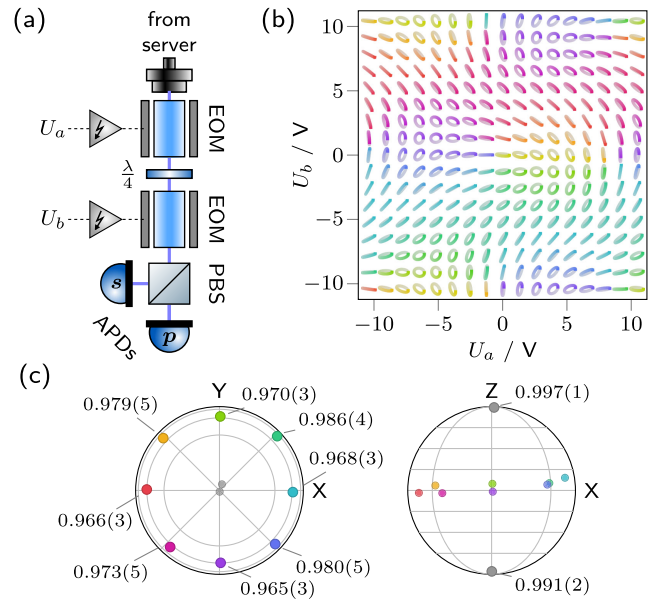 (a)
from
server
U_a
EOM
λ/4
U_b
EOM
PBS
s
APDs
p
(b)
U_b / V
10
5
0
−5
−10
−10
−5
0
5
10
U_a / V
(c)
Y
X
0.979(5)
0.970(3)
0.986(4)
0.968(3)
0.966(3)
0.973(5)
0.965(3)
0.980(5)
Z
X
0.997(1)
0.991(2)